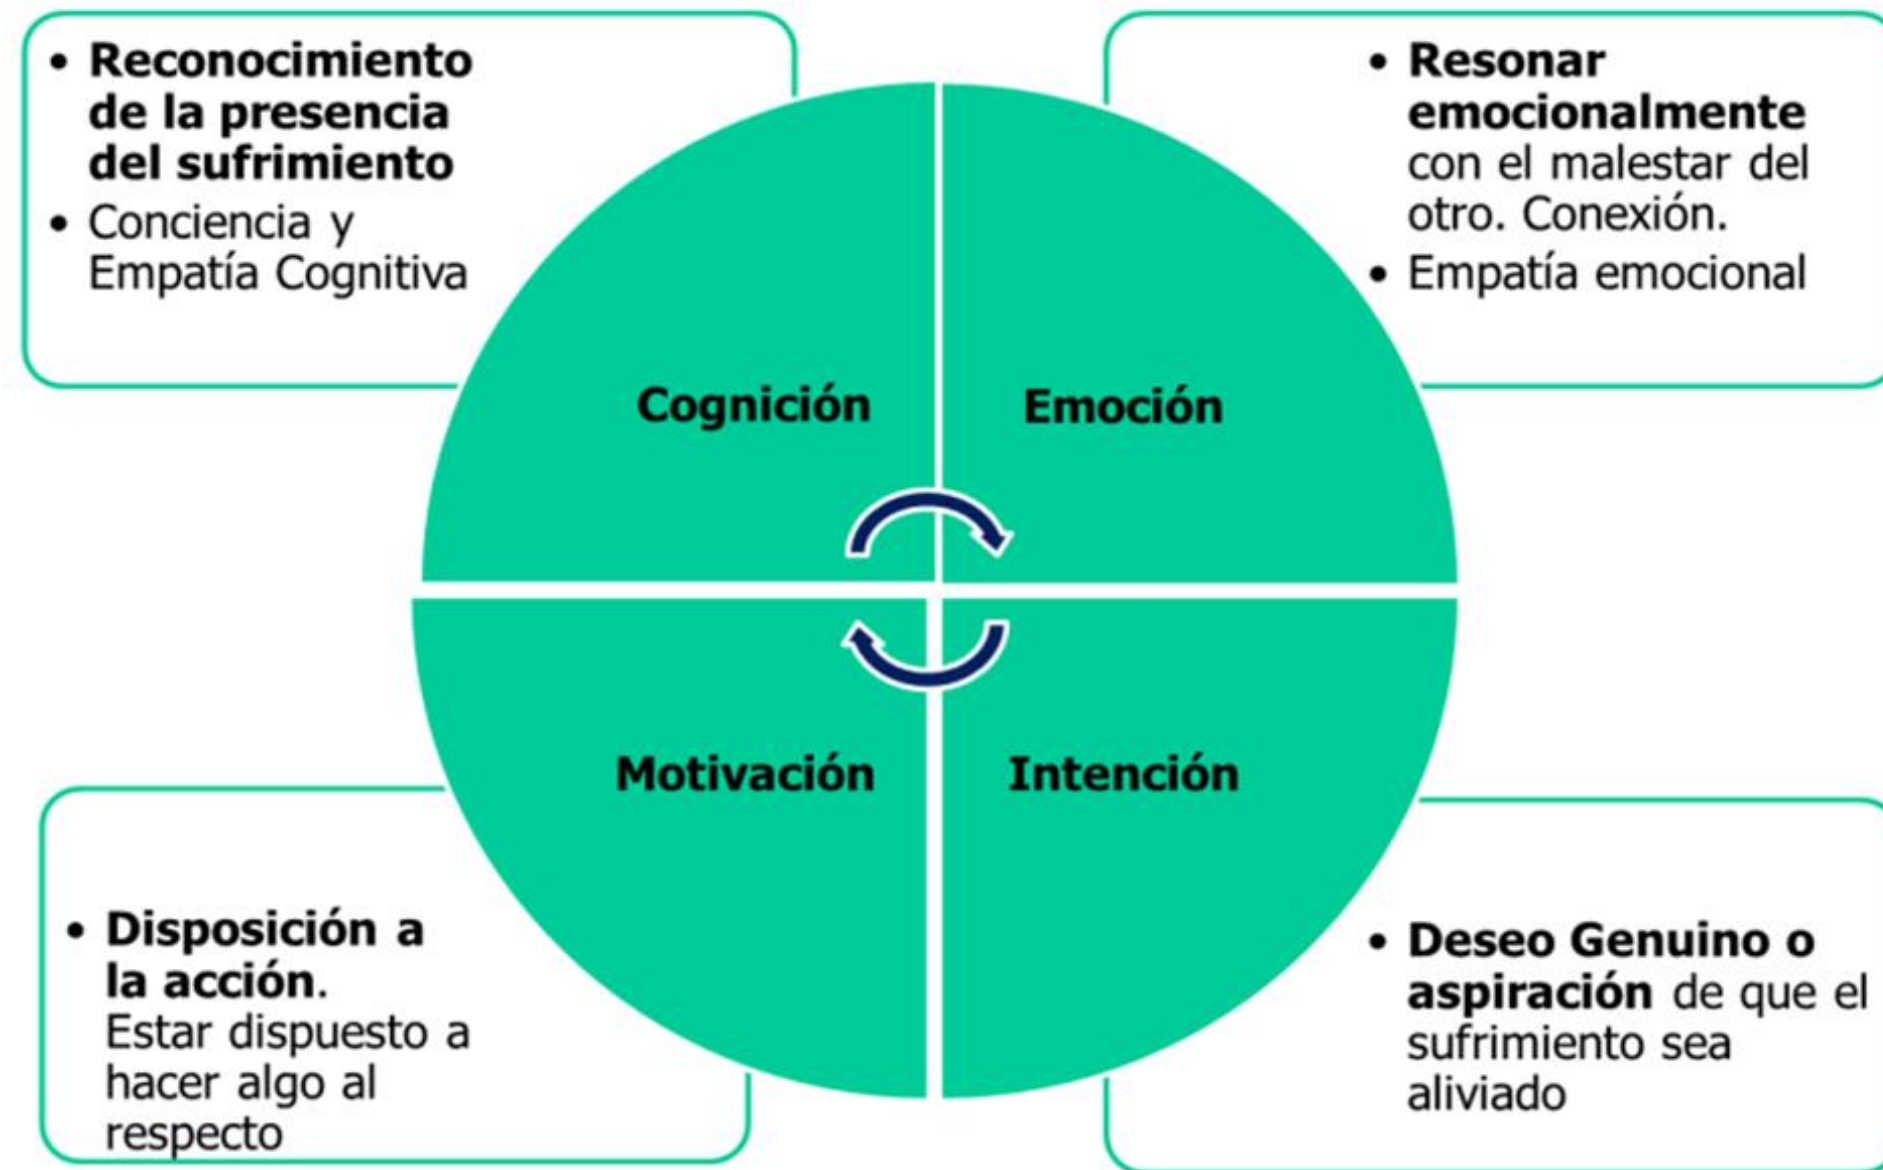 • Reconocimiento
de la presencia
del sufrimiento
• Conciencia y
Empatía Cognitiva
• Resonar
emocionalmente
con el malestar del
otro. Conexión.
• Empatía emocional
Cognición
Emoción
Motivación
Intención
• Disposición a
la acción.
Estar dispuesto a
hacer algo al
respecto
• Deseo Genuino o
aspiración de que el
sufrimiento sea
aliviado